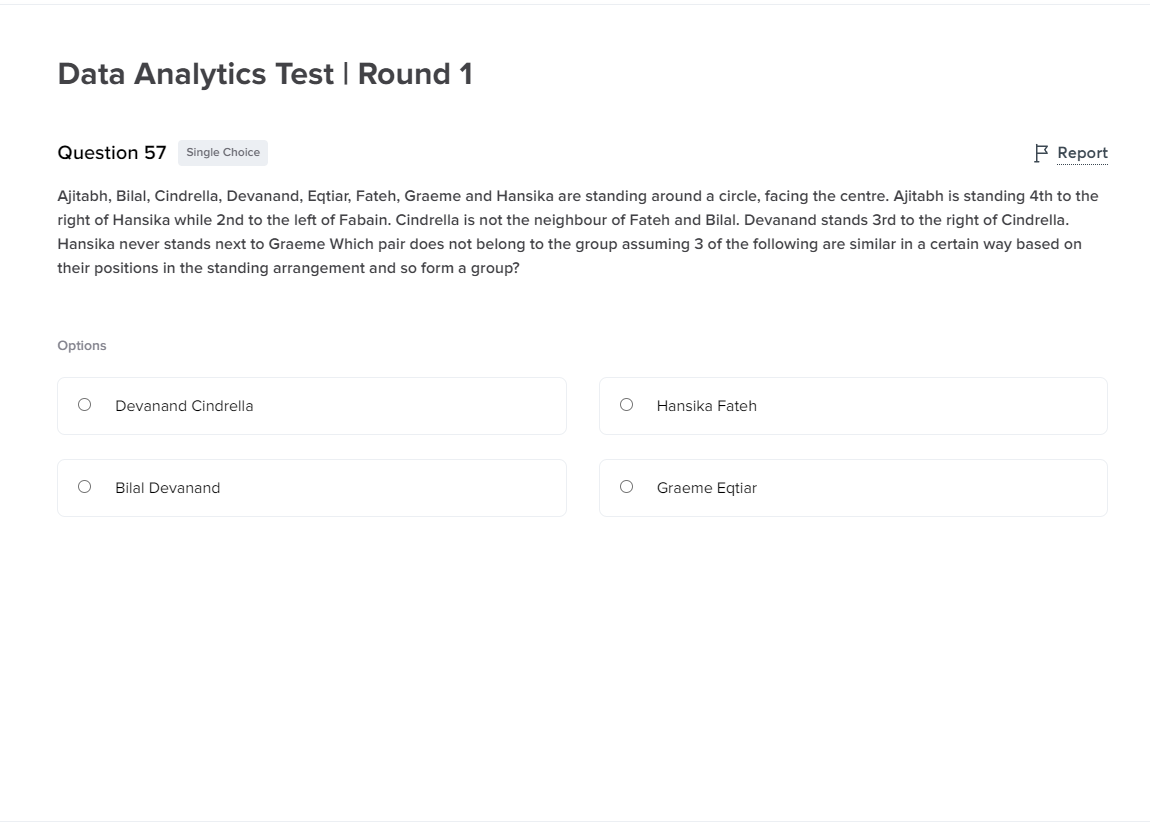 Data Analytics Test | Round 1
Question 57 Single Choice Report
Ajitabh, Bilal, Cindrella, Devanand, Eqtiar, Fateh, Graeme and Hansika are standing around a circle, facing the centre. Ajitabh is standing 4th to the
right of Hansika while 2nd to the left of Fabain. Cindrella is not the neighbour of Fateh and Bilal. Devanand stands 3rd to the right of Cindrella.
Hansika never stands next to Graeme Which pair does not belong to the group assuming 3 of the following are similar in a certain way based on
their positions in the standing arrangement and so form a group?
Options
Devanand Cindrella
Hansika Fateh
Bilal Devanand
Graeme Eqtiar